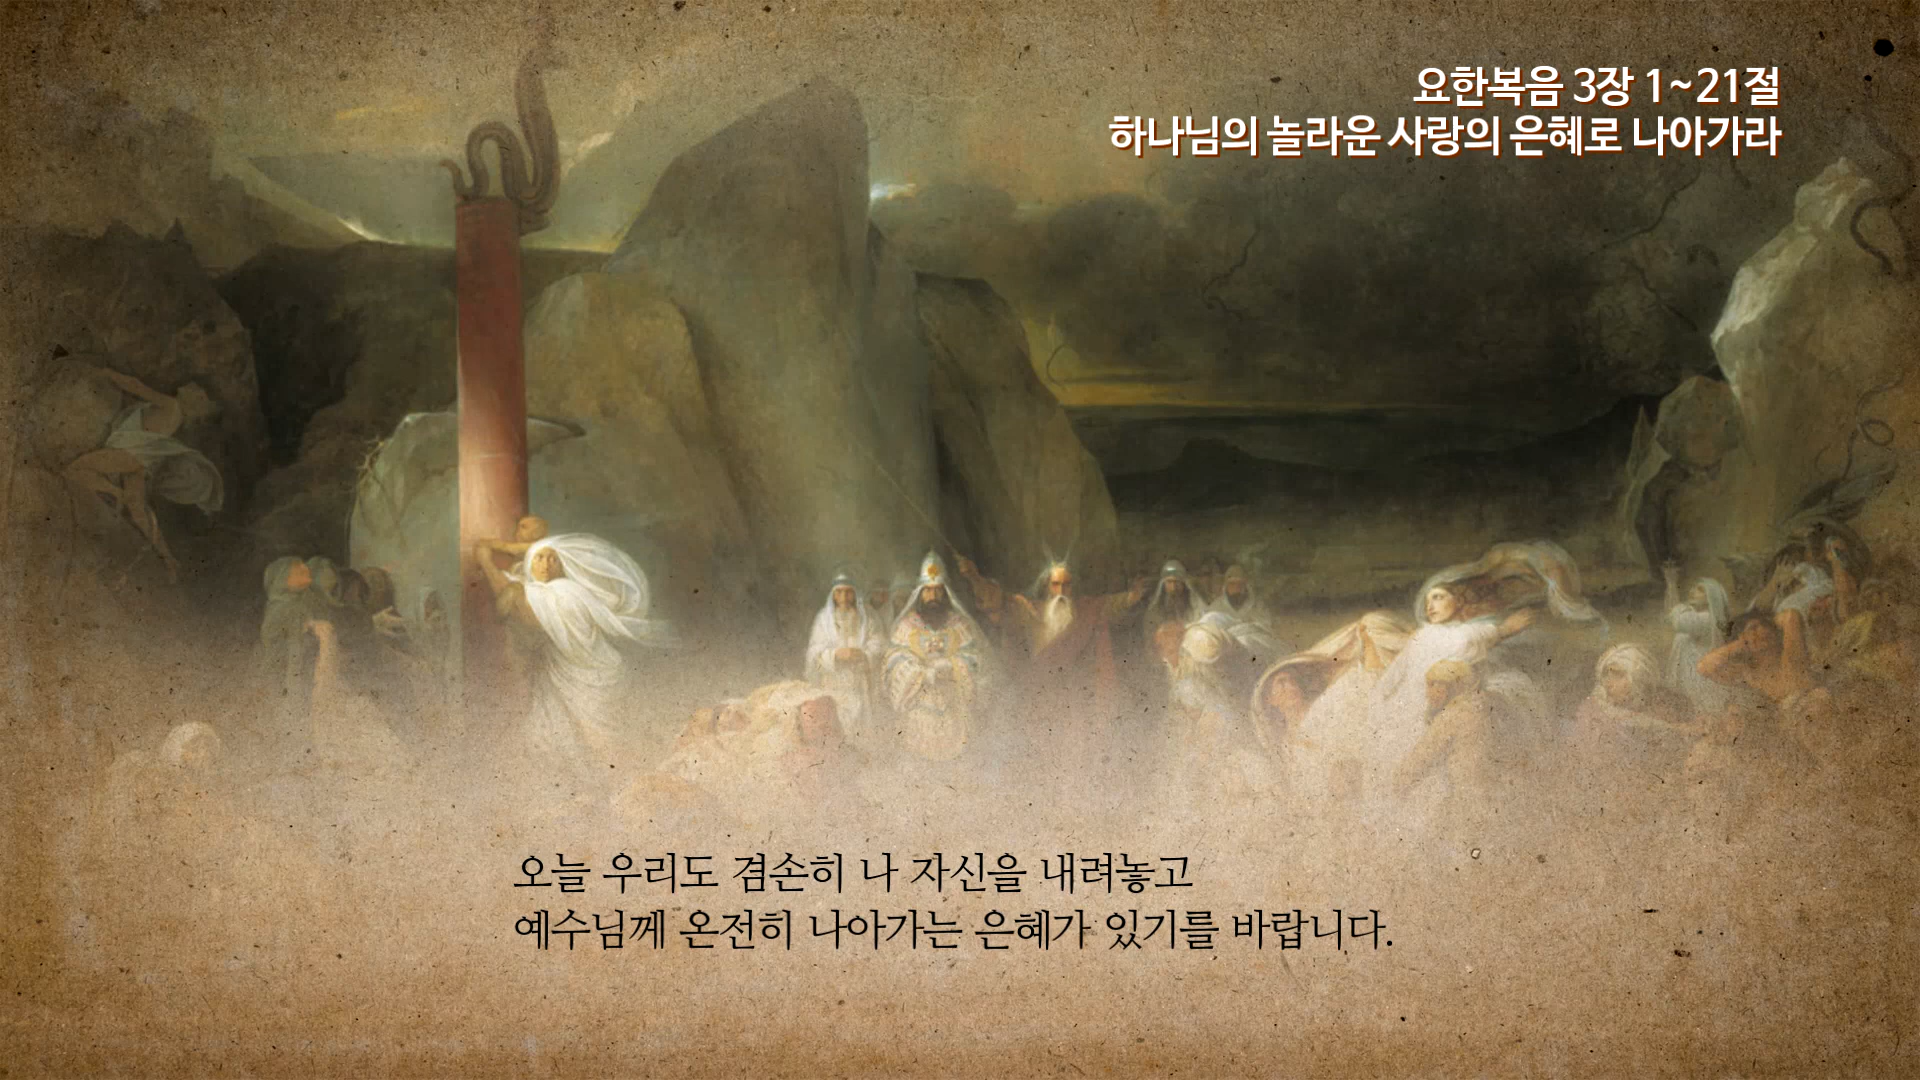 요한복음 3장 1~21절
하나님의 놀라운 사랑의 은혜로 나아가라
오늘 우리도 겸손히 나 자신을 내려놓고
예수님께 온전히 나아가는 은혜가 있기를 바랍니다.